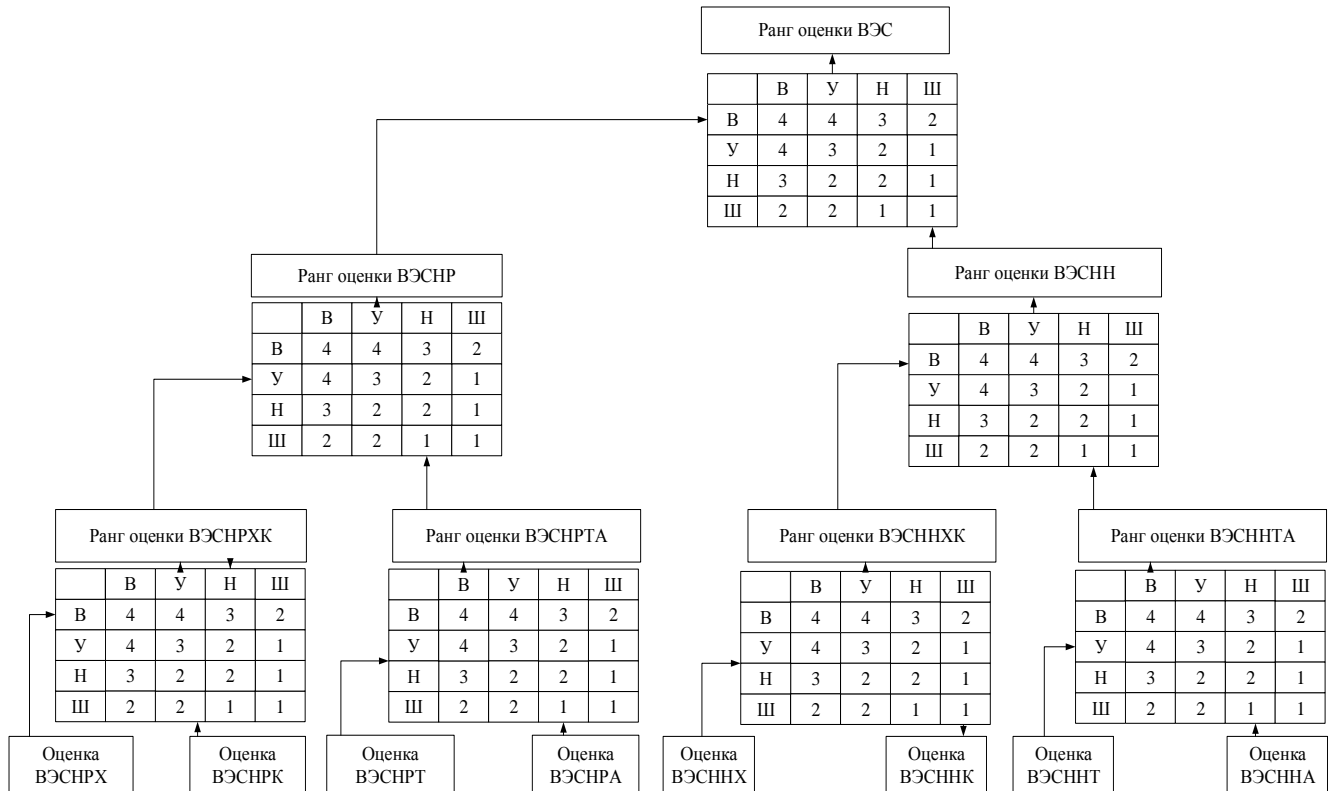 Ранг оценки ВЭС
В У Н Ш
В 4 4 3 2
У 4 3 2 1
Н 3 2 2 1
Ш 2 2 1 1
Ранг оценки ВЭСНР
В У Н Ш
В 4 4 3 2
У 4 3 2 1
Н 3 2 2 1
Ш 2 2 1 1
Ранг оценки ВЭСНН
В У Н Ш
В 4 4 3 2
У 4 3 2 1
Н 3 2 2 1
Ш 2 2 1 1
Ранг оценки ВЭСНРХК
В У Н Ш
В 4 4 3 2
У 4 3 2 1
Н 3 2 2 1
Ш 2 2 1 1
Ранг оценки ВЭСНРТА
В У Н Ш
В 4 4 3 2
У 4 3 2 1
Н 3 2 2 1
Ш 2 2 1 1
Ранг оценки ВЭСННХК
В У Н Ш
В 4 4 3 2
У 4 3 2 1
Н 3 2 2 1
Ш 2 2 1 1
Ранг оценки ВЭСННТА
В У Н Ш
В 4 4 3 2
У 4 3 2 1
Н 3 2 2 1
Ш 2 2 1 1
Оценка
ВЭСНРХ
Оценка
ВЭСНРК
Оценка
ВЭСНРТ
Оценка
ВЭСНРА
Оценка
ВЭСННХ
Оценка
ВЭСННК
Оценка
ВЭСННТ
Оценка
ВЭСННА